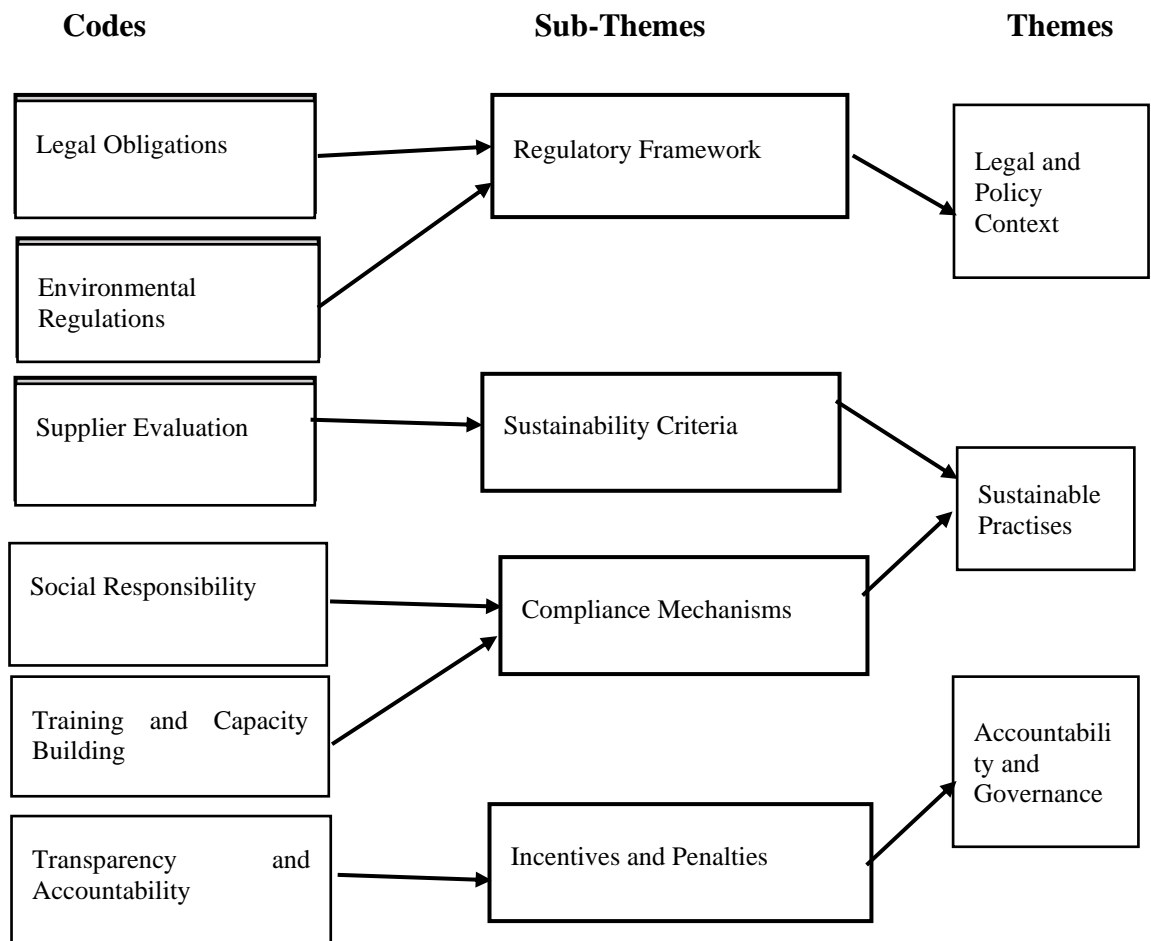 Codes
Sub-Themes
Themes
Legal Obligations
Regulatory Framework
Legal and
Policy
Context
Environmental
Regulations
Supplier Evaluation
Sustainability Criteria
Sustainable
Practises
Social Responsibility
Compliance Mechanisms
Training and Capacity
Building
Accountabili
ty and
Governance
Transparency and
Accountability
Incentives and Penalties